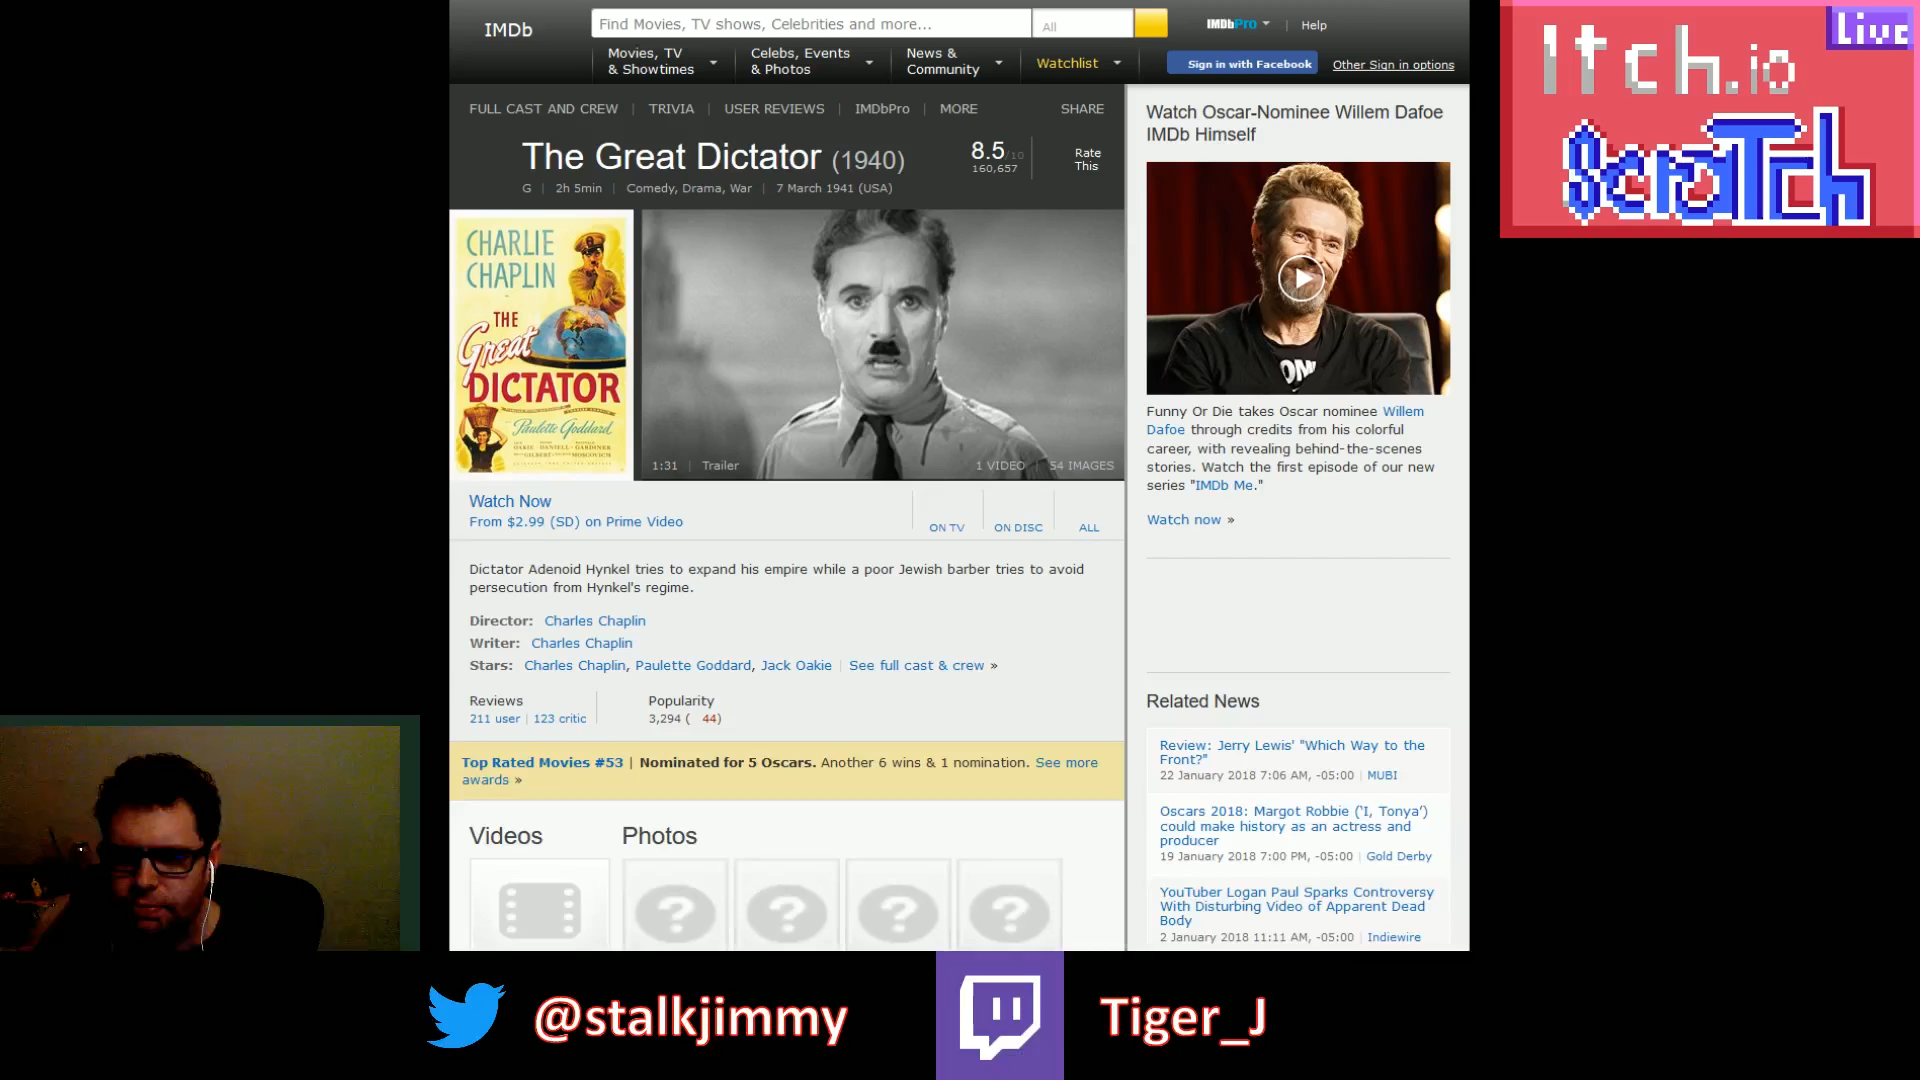 IMDb
Find Movies, TV shows, Celebrities and more...
All
IMDbPro
Help
Movies, TV
& Showtimes
Celebs, Events
& Photos
News &
Community
Watchlist
Sign in with Facebook
Other Sign in options
FULL CAST AND CREW
TRIVIA
USER REVIEWS
IMDbPro
MORE
SHARE
The Great Dictator (1940)
8.5/10
160,657
Rate
This
G | 2h 5min | Comedy, Drama, War | 7 March 1941 (USA)
CHARLIE
CHAPLIN
THE
Great
DICTATOR
Paulette Goddard
1:31 | Trailer
1 VIDEO | 54 IMAGES
Watch Now
From $2.99 (SD) on Prime Video
ON TV
ON DISC
ALL
Dictator Adenoid Hynkel tries to expand his empire while a poor Jewish barber tries to avoid
persecution from Hynkel's regime.
Director: Charles Chaplin
Writer: Charles Chaplin
Stars: Charles Chaplin, Paulette Goddard, Jack Oakie | See full cast & crew »
Reviews
211 user | 123 critic
Popularity
3,294 ( 44)
Top Rated Movies #53 | Nominated for 5 Oscars. Another 6 wins & 1 nomination. See more
awards »
Videos
Photos
Watch Oscar-Nominee Willem Dafoe
IMDb Himself
Funny Or Die takes Oscar nominee Willem
Dafoe through credits from his colorful
career, with revealing behind-the-scenes
stories. Watch the first episode of our new
series "IMDb Me."
Watch now »
Related News
Review: Jerry Lewis' "Which Way to the
Front?"
22 January 2018 7:06 AM, -05:00 | MUBI
Oscars 2018: Margot Robbie (‘I, Tonya’)
could make history as an actress and
producer
19 January 2018 7:00 PM, -05:00 | Gold Derby
YouTuber Logan Paul Sparks Controversy
With Disturbing Video of Apparent Dead
Body
2 January 2018 11:11 AM, -05:00 | Indiewire
Live
Itch.io
ScraTch
@stalkjimmy
Tiger_J